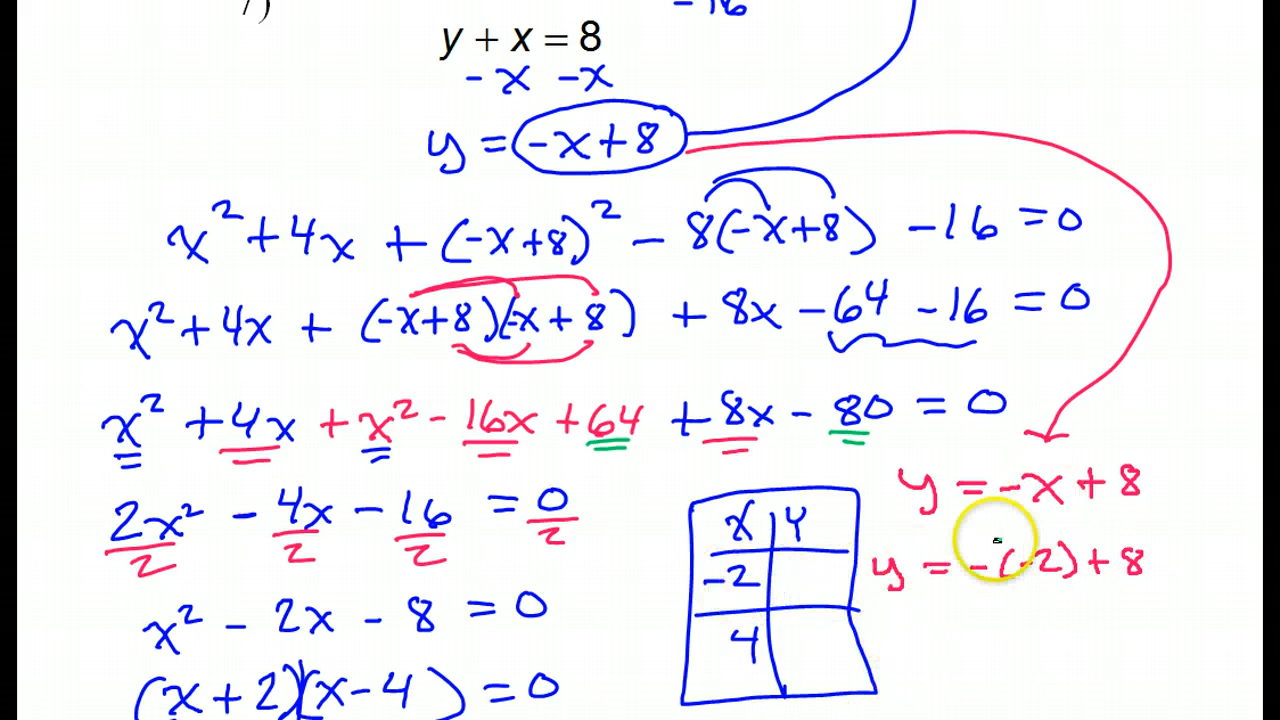 7)
- 16
y + x = 8
- x - x
y = -x+8
x² + 4x + (-x+8)² - 8(-x+8) - 16 = 0
x² + 4x + (-x+8)(-x+8) + 8x - 64 - 16 = 0
x² + 4x + x² - 16x + 64 + 8x - 80 = 0
y = -x + 8
2x² - 4x - 16 = 0
2 2 2 2
X Y
-2
4
y = -(-2) + 8
x² - 2x - 8 = 0
(x + 2)(x - 4) = 0